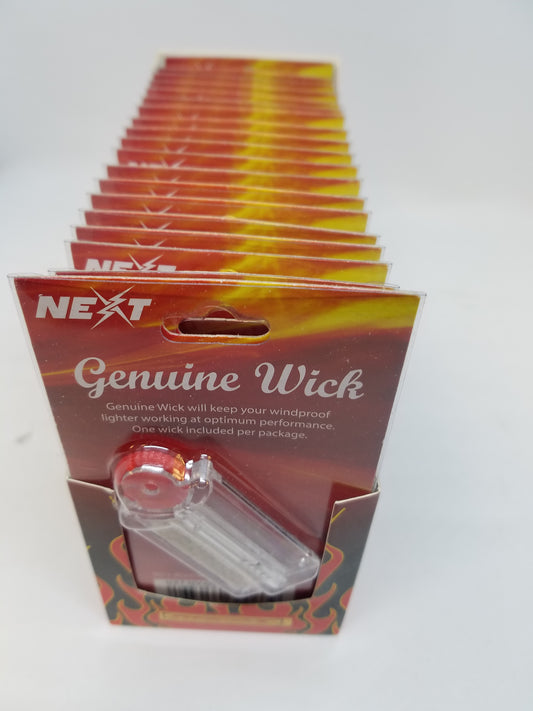 NEXT
NEXT
Genuine Wick
Genuine Wick will keep your windproof
lighter working at optimum performance.
One wick included per package.